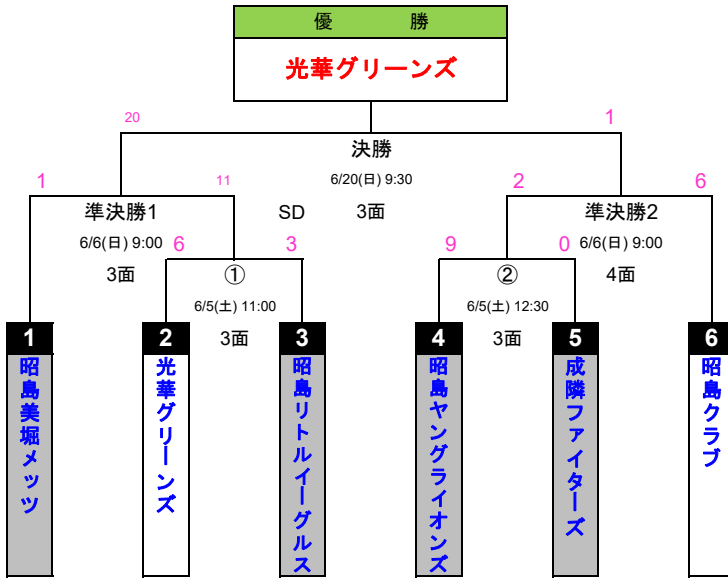 優 勝
光華グリーンズ
20 1
決勝
6/20(日) 9:30
SD 3面
1 11 2 6
準決勝1 準決勝2
6/6(日) 9:00 6/6(日) 9:00
3面 4面
6 3 9 0
① ②
6/5(土) 11:00 6/5(土) 12:30
3面 3面
1 2 3 4 5 6
昭島美堀メッツ
光華グリーンズ
昭島リトルイーグルス
昭島ヤングライオンズ
成隣ファイターズ
昭島クラブ